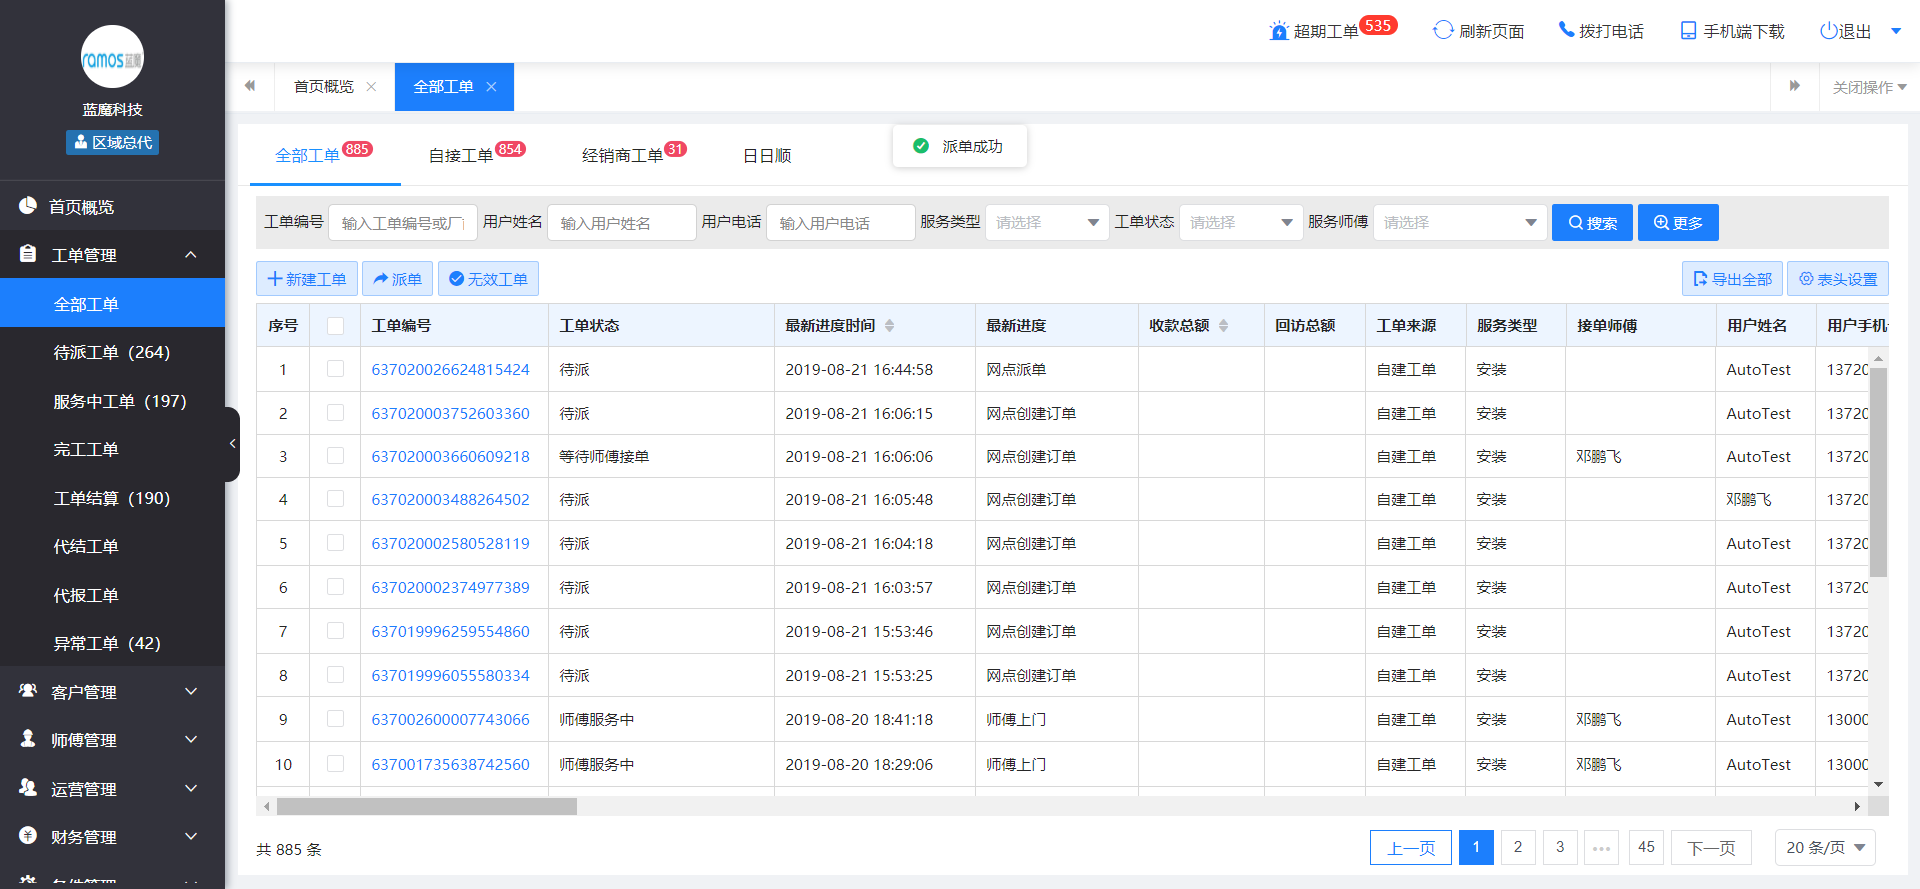 超期工单 535 刷新页面 拨打电话 手机端下载 退出
ramos蓝魔
蓝魔科技
区域总代
首页概览
工单管理
全部工单
待派工单（264)
服务中工单（197)
完工工单
工单结算（190)
代结工单
代报工单
异常工单（42)
客户管理
师傅管理
运营管理
财务管理
首页概览 全部工单 关闭操作
全部工单 885 自接工单 854 经销商工单 31 日日顺
派单成功
工单编号 输入工单编号或厂 用户姓名 输入用户姓名 用户电话 输入用户电话 服务类型 请选择 工单状态 请选择 服务师傅 请选择 搜索 更多
新建工单 派单 无效工单 导出全部 表头设置
序号 工单编号 工单状态 最新进度时间 最新进度 收款总额 回访总额 工单来源 服务类型 接单师傅 用户姓名 用户手机
1 637020026624815424 待派 2019-08-21 16:44:58 网点派单 自建工单 安装 AutoTest 13720
2 637020003752603360 待派 2019-08-21 16:06:15 网点创建订单 自建工单 安装 AutoTest 13720
3 637020003660609218 等待师傅接单 2019-08-21 16:06:06 网点创建订单 自建工单 安装 邓鹏飞 AutoTest 13720
4 637020003488264502 待派 2019-08-21 16:05:48 网点创建订单 自建工单 安装 邓鹏飞 13720
5 637020002580528119 待派 2019-08-21 16:04:18 网点创建订单 自建工单 安装 AutoTest 13720
6 637020002374977389 待派 2019-08-21 16:03:57 网点创建订单 自建工单 安装 AutoTest 13720
7 637019996259554860 待派 2019-08-21 15:53:46 网点创建订单 自建工单 安装 AutoTest 13720
8 637019996055580334 待派 2019-08-21 15:53:25 网点创建订单 自建工单 安装 AutoTest 13720
9 637002600007743066 师傅服务中 2019-08-20 18:41:18 师傅上门 自建工单 安装 邓鹏飞 AutoTest 13000
10 637001735638742560 师傅服务中 2019-08-20 18:29:06 师傅上门 自建工单 安装 邓鹏飞 AutoTest 13000
共 885 条 上一页 1 2 3 ••• 45 下一页 20 条/页